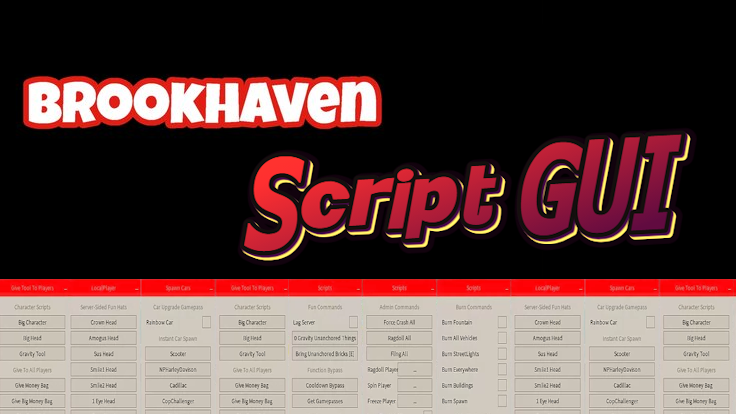 BROOKHAVEN
Script GUI
Give Tool To Players
LocalPlayer
Spawn Cars
Give Tool To Players
Scripts
Scripts
Scripts
LocalPlayer
Spawn Cars
Give Tool To Players
Character Scripts
Server-Sided Fun Hats
Car Upgrade Gamepass
Character Scripts
Fun Commands
Admin Commands
Burn Commands
Server-Sided Fun Hats
Car Upgrade Gamepass
Character Scripts
Big Character
Crown Head
Rainbow Car
Big Character
Lag Server
Force Crash All
Burn Fountain
Crown Head
Rainbow Car
Big Character
Big Head
Amogus Head
Instant Car Spawn
Big Head
0 Gravity Unanchored Things
Ragdoll All
Burn All Vehicles
Amogus Head
Instant Car Spawn
Big Head
Gravity Tool
Sus Head
Scooter
Gravity Tool
Bring Unanchored Bricks [E]
Fling All
Burn StreetLights
Sus Head
Scooter
Gravity Tool
Give To All Players
Smile1 Head
NPHarleyDavison
Give To All Players
Function Bypass
Ragdoll Player
...
Burn Everywhere
Smile1 Head
NPHarleyDavison
Give To All Players
Give Money Bag
Smile2 Head
Cadillac
Give Money Bag
Cooldown Bypass
Spin Player
...
Burn Buildings
Smile2 Head
Cadillac
Give Money Bag
Give Big Money Bag
1 Eye Head
CopChallenger
Give Big Money Bag
Get Gamepasses
Freeze Player
...
Burn Spawn
1 Eye Head
CopChallenger
Give Big Money Bag